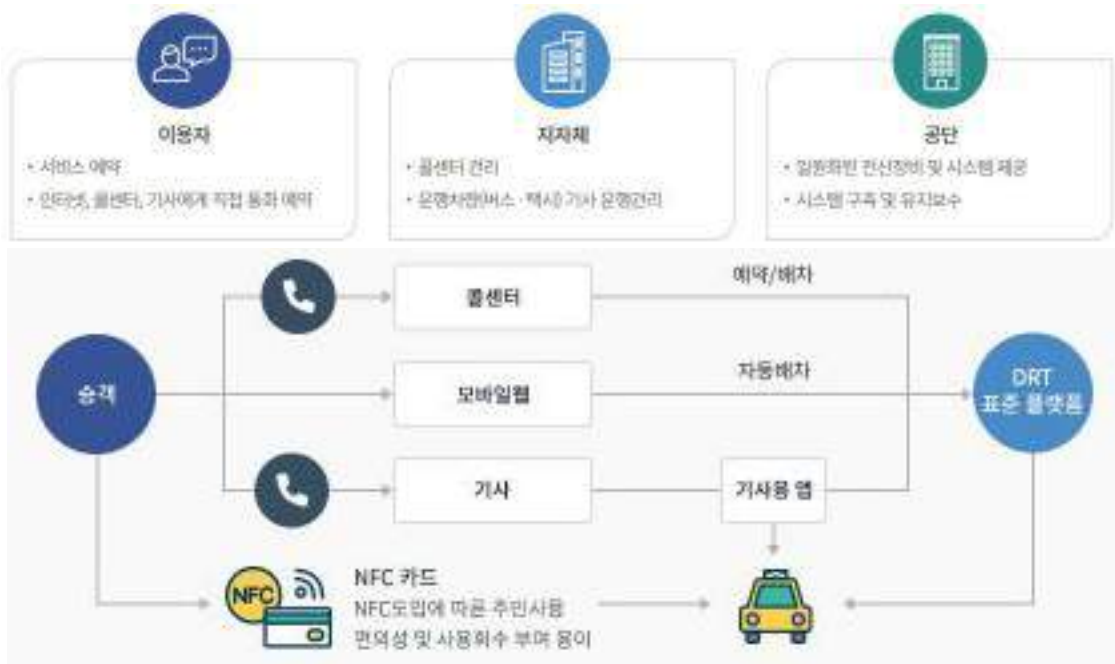 이용자
• 서비스 예약
• 인터넷, 콜센터, 기사에게 직접 통화 예약
지자체
• 콜센터 관리
• 운행차량(버스 · 택시) 기사 운행관리
공단
• 일원화된 전산장비 및 시스템 제공
• 시스템 구축 및 유지보수
콜센터
예약/배차
승객
모바일웹
자동배차
DRT
표준 플랫폼
기사
기사용 앱
NFC
NFC 카드
NFC도입에 따른 주민사용
편의성 및 사용회수 부여 용이